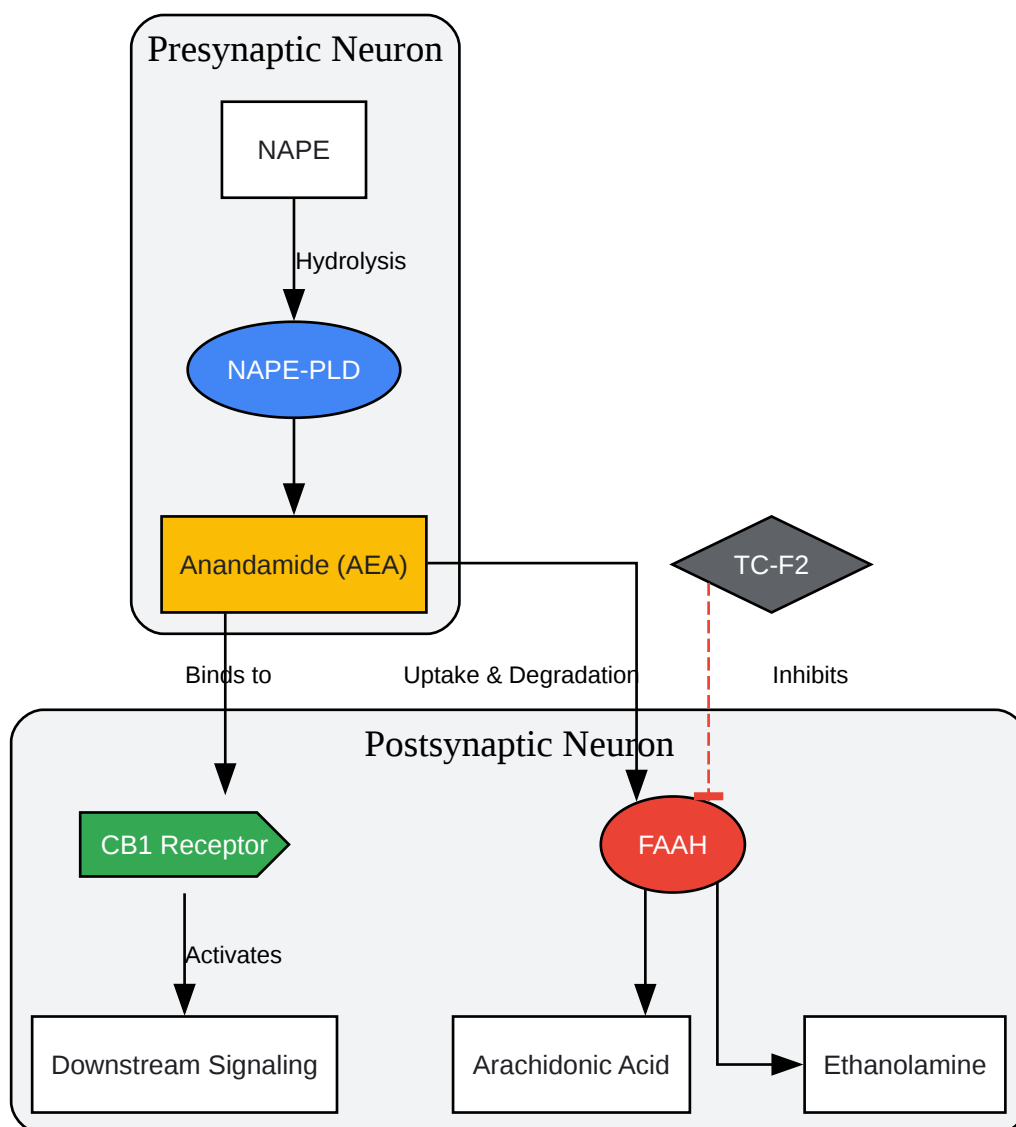 Presynaptic Neuron
NAPE
Hydrolysis
NAPE-PLD
Anandamide (AEA)
TC-F2
Binds to
Uptake & Degradation
Inhibits
Postsynaptic Neuron
CB1 Receptor
FAAH
Activates
Downstream Signaling
Arachidonic Acid
Ethanolamine